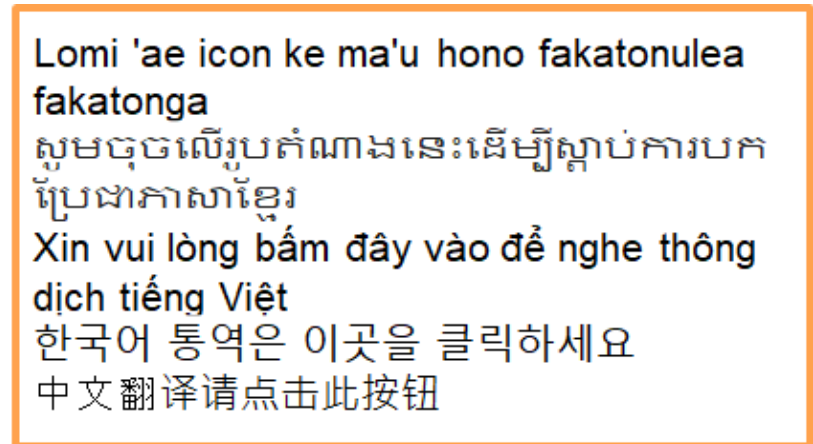 Lomi 'ae icon ke ma'u hono fakatonulea
fakatonga
សូមចុចលើរូបតំណាងនេះដើម្បីស្តាប់ការបក
ប្រែជាភាសាខ្មែរ
Xin vui lòng bấm đây vào để nghe thông
dịch tiếng Việt
한국어 통역은 이곳을 클릭하세요
中文翻译请点击此按钮